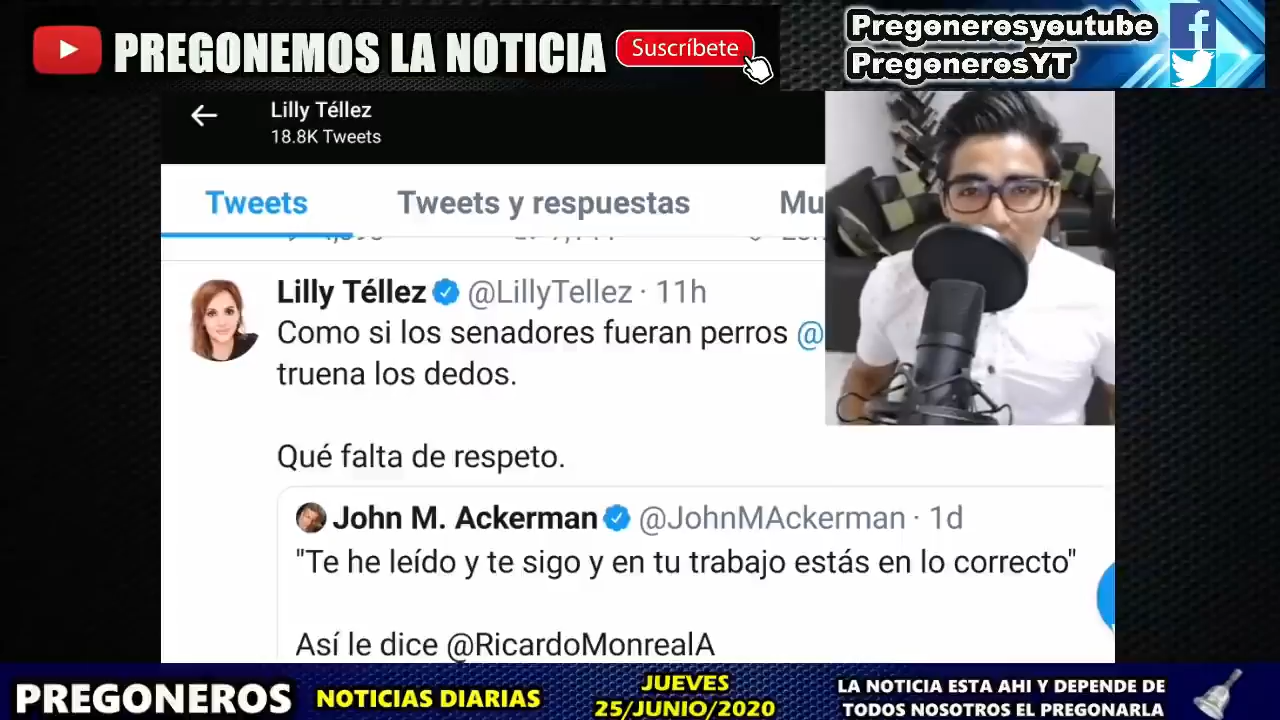 PREGONEMOS LA NOTICIA
Suscríbete
Pregonerosyoutube
PregonerosYT
Lilly Téllez
18.8K Tweets
Tweets
Tweets y respuestas
Mu
Lilly Téllez @LillyTellez · 11h
Como si los senadores fueran perros @
truena los dedos.
Qué falta de respeto.
John M. Ackerman @JohnMAckerman · 1d
"Te he leído y te sigo y en tu trabajo estás en lo correcto"
Así le dice @RicardoMonrealA
PREGONEROS
NOTICIAS DIARIAS
JUEVES
25/JUNIO/2020
LA NOTICIA ESTA AHI Y DEPENDE DE
TODOS NOSOTROS EL PREGONARLA